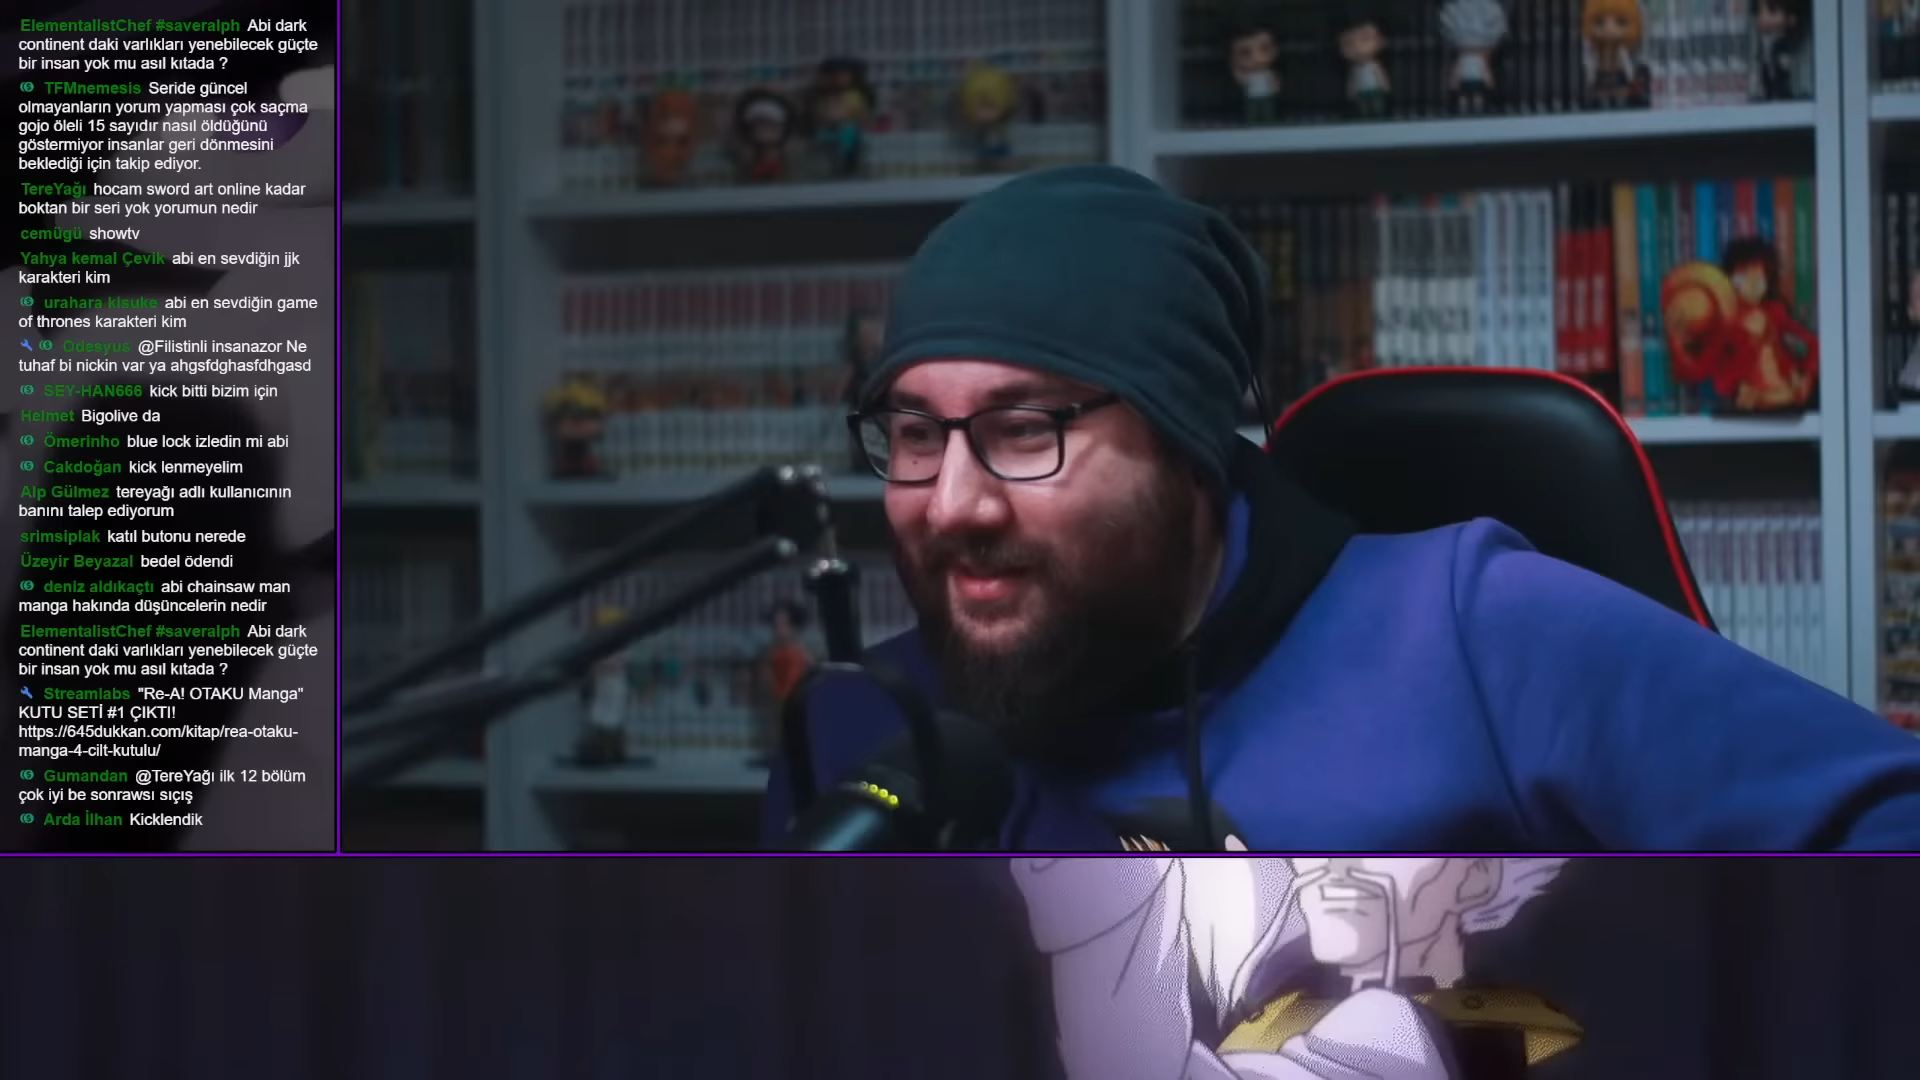 ElementalistChef #saveralph Abi dark
continent daki varlıkları yenebilecek güçte
bir insan yok mu asıl kıtada ?
TFMnemesis Seride güncel
olmayanların yorum yapması çok saçma
gojo öleli 15 sayıdır nasıl öldüğünü
göstermiyor insanlar geri dönmesini
beklediği için takip ediyor.
TereYağı hocam sword art online kadar
boktan bir seri yok yorumun nedir
cemügü showtv
Yahya kemal Çevik abi en sevdiğin jjk
karakteri kim
urahara kisuke abi en sevdiğin game
of thrones karakteri kim
Odesyus @Filistinli insanazor Ne
tuhaf bi nickin var ya ahgsfdghasfdhgasd
SEY-HAN666 kick bitti bizim için
Helmet Bigolive da
Ömerinho blue lock izledin mi abi
Cakdoğan kick lenmeyelim
Alp Gülmez tereyağı adlı kullanıcının
banını talep ediyorum
srimsiplak katıl butonu nerede
Üzeyir Beyazal bedel ödendi
deniz aldıkaçtı abi chainsaw man
manga hakında düşüncelerin nedir
ElementalistChef #saveralph Abi dark
continent daki varlıkları yenebilecek güçte
bir insan yok mu asıl kıtada ?
Streamlabs "Re-A! OTAKU Manga"
KUTU SETİ #1 ÇIKTI!
https://645dukkan.com/kitap/rea-otaku-
manga-4-cilt-kutulu/
Gumandan @TereYağı ilk 12 bölüm
çok iyi be sonrawsı sıçış
Arda İlhan Kicklendik